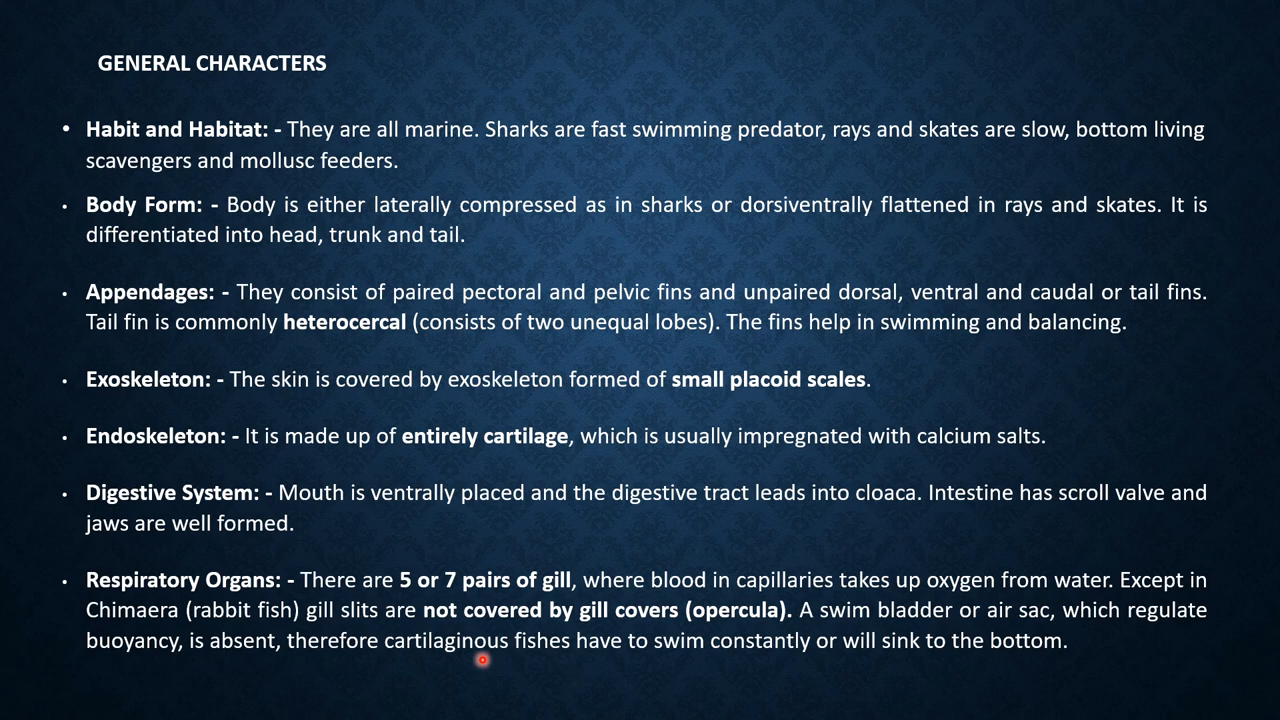 GENERAL CHARACTERS
• Habit and Habitat: - They are all marine. Sharks are fast swimming predator, rays and skates are slow, bottom living
scavengers and mollusc feeders.
• Body Form: - Body is either laterally compressed as in sharks or dorsiventrally flattened in rays and skates. It is
differentiated into head, trunk and tail.
• Appendages: - They consist of paired pectoral and pelvic fins and unpaired dorsal, ventral and caudal or tail fins.
Tail fin is commonly heterocercal (consists of two unequal lobes). The fins help in swimming and balancing.
• Exoskeleton: - The skin is covered by exoskeleton formed of small placoid scales.
• Endoskeleton: - It is made up of entirely cartilage, which is usually impregnated with calcium salts.
• Digestive System: - Mouth is ventrally placed and the digestive tract leads into cloaca. Intestine has scroll valve and
jaws are well formed.
• Respiratory Organs: - There are 5 or 7 pairs of gill, where blood in capillaries takes up oxygen from water. Except in
Chimaera (rabbit fish) gill slits are not covered by gill covers (opercula). A swim bladder or air sac, which regulate
buoyancy, is absent, therefore cartilaginous fishes have to swim constantly or will sink to the bottom.